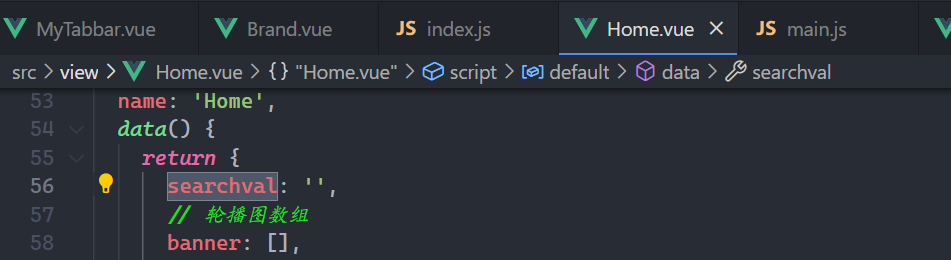 MyTabbar.vue Brand.vue JS index.js Home.vue × JS main.js
src > view > Home.vue > {} "Home.vue" > script > default > data > searchval
53 name: 'Home',
54 data() {
55 return {
56 searchval: '',
57 // 轮播图数组
58 banner: [],